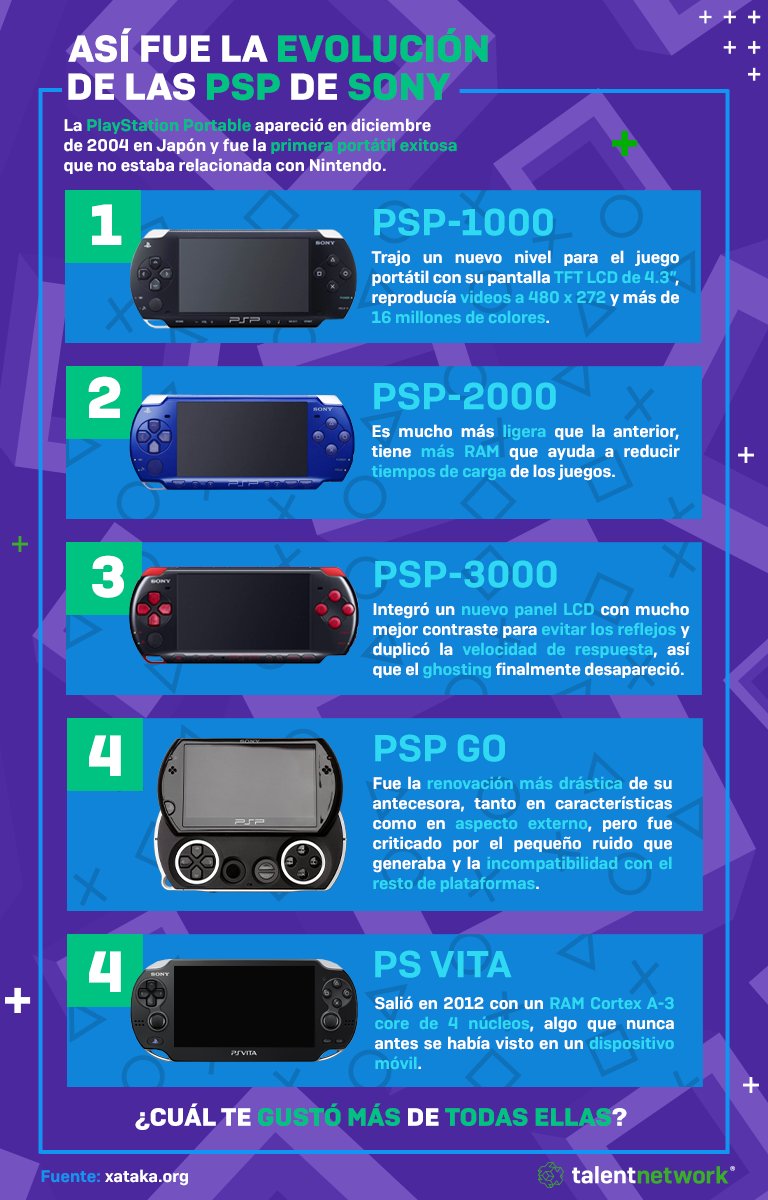 ASÍ FUE LA EVOLUCIÓN
DE LAS PSP DE SONY
La PlayStation Portable apareció en diciembre
de 2004 en Japón y fue la primera portátil exitosa
que no estaba relacionada con Nintendo.
1
SONY
PSP
PSP-1000
Trajo un nuevo nivel para el juego
portátil con su pantalla TFT LCD de 4.3”,
reproducía videos a 480 x 272 y más de
16 millones de colores.
2
SONY
PSP
PSP-2000
Es mucho más ligera que la anterior,
tiene más RAM que ayuda a reducir
tiempos de carga de los juegos.
3
SONY
PSP-3000
Integró un nuevo panel LCD con mucho
mejor contraste para evitar los reflejos y
duplicó la velocidad de respuesta, así
que el ghosting finalmente desapareció.
4
SONY
PSP
PSP GO
Fue la renovación más drástica de su
antecesora, tanto en características
como en aspecto externo, pero fue
criticado por el pequeño ruido que
generaba y la incompatibilidad con el
resto de plataformas.
4
SONY
PSVITA
PS VITA
Salió en 2012 con un RAM Cortex A-3
core de 4 núcleos, algo que nunca
antes se había visto en un dispositivo
móvil.
¿CUÁL TE GUSTÓ MÁS DE TODAS ELLAS?
Fuente: xataka.org
talentnetwork®